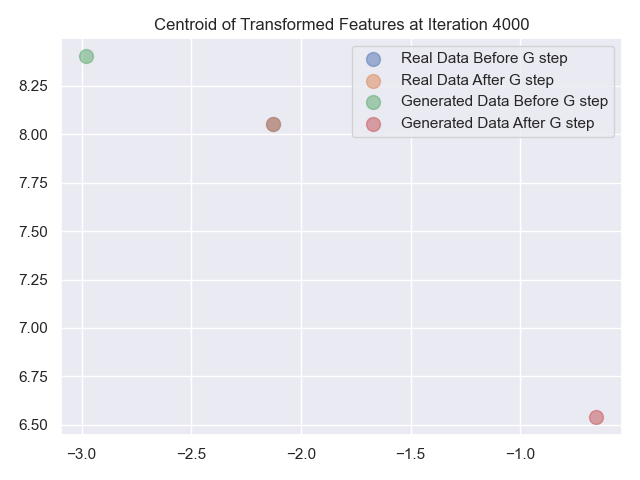 Centroid of Transformed Features at Iteration 4000
Real Data Before G step
Real Data After G step
Generated Data Before G step
Generated Data After G step
8.25
8.00
7.75
7.50
7.25
7.00
6.75
6.50
−3.0 −2.5 −2.0 −1.5 −1.0